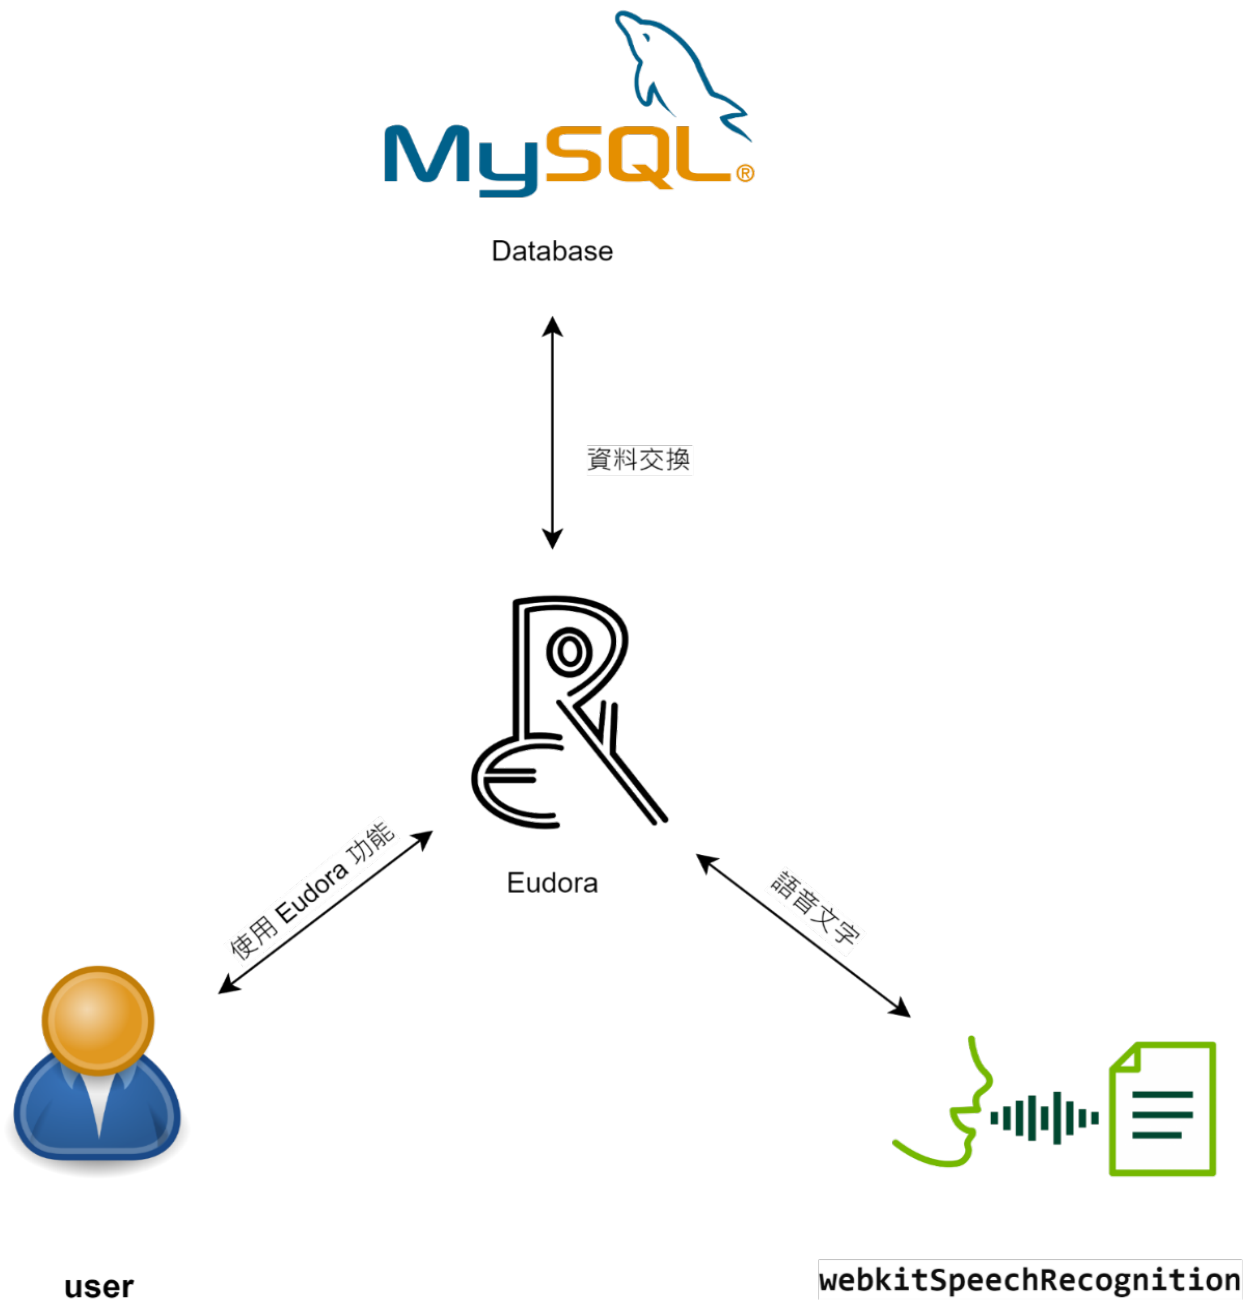 MySQL®
Database
資料交換
Eudora
使用 Eudora 功能
語音文字
user
webkitSpeechRecognition